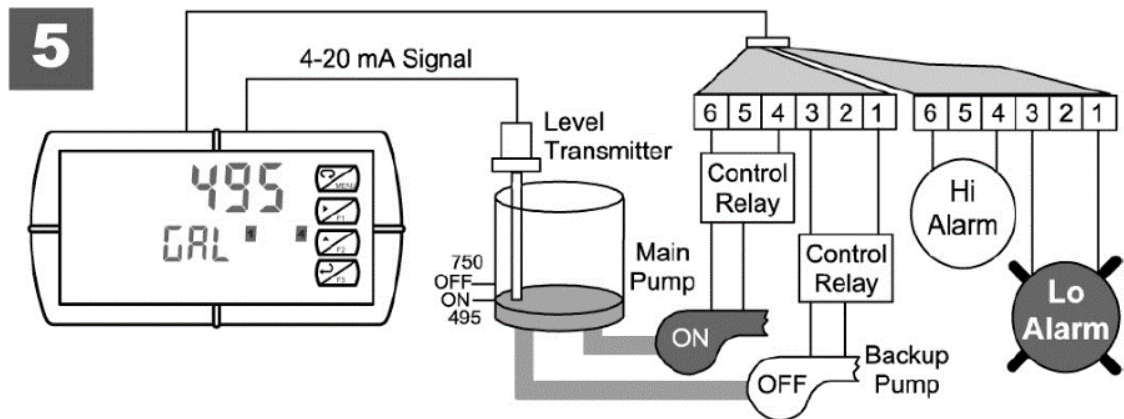 5
4-20 mA Signal
495
GAL 1 4
MENU
F1
F2
F3
Level
Transmitter
750
OFF
ON
495
Main
Pump
ON
OFF
Backup
Pump
6 5 4 3 2 1
6 5 4 3 2 1
Control
Relay
Control
Relay
Hi
Alarm
Lo
Alarm